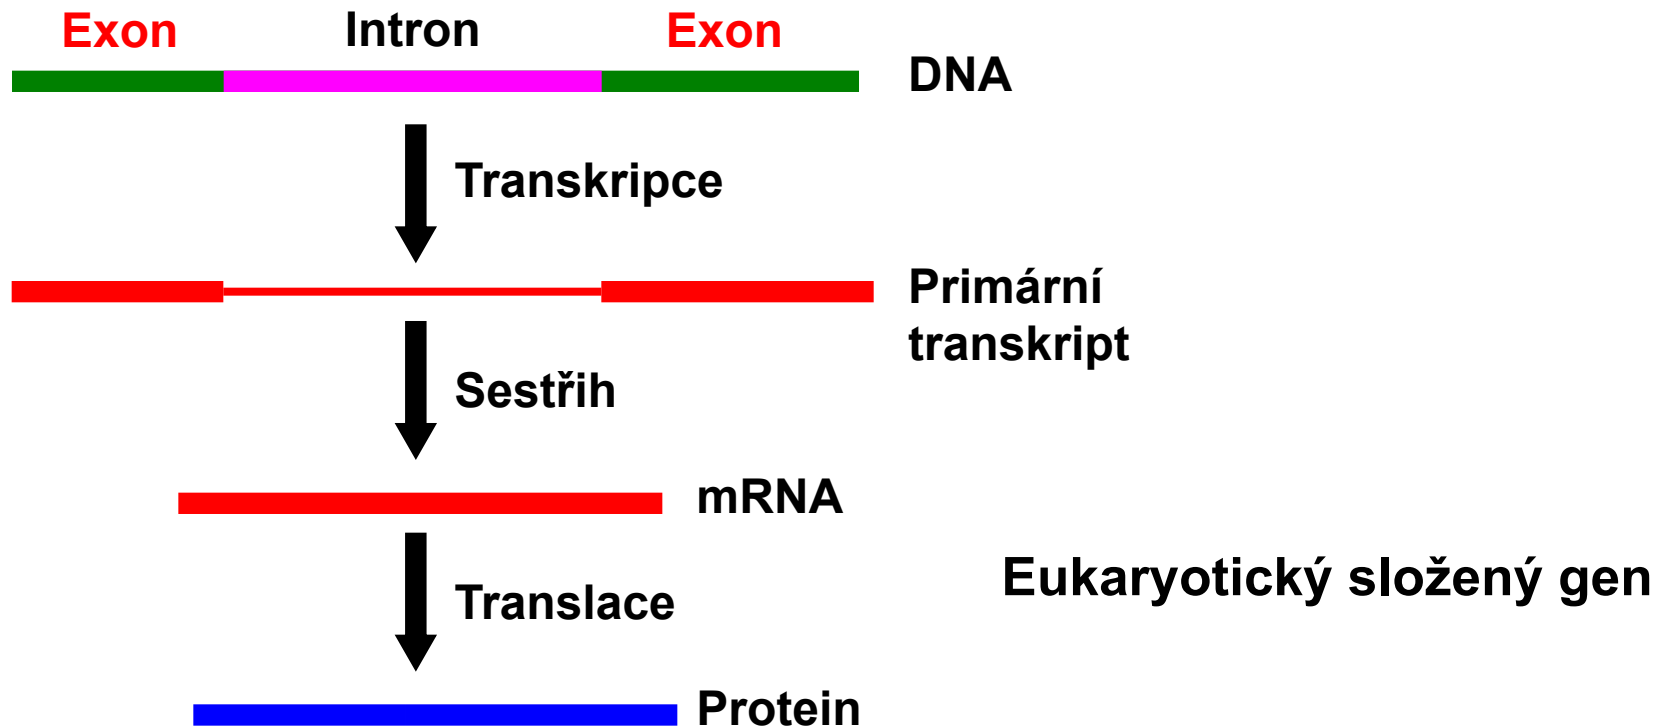 Exon Intron Exon
DNA
Transkripce
Primární
transkript
Sestřih
mRNA
Eukaryotický složený gen
Translace
Protein